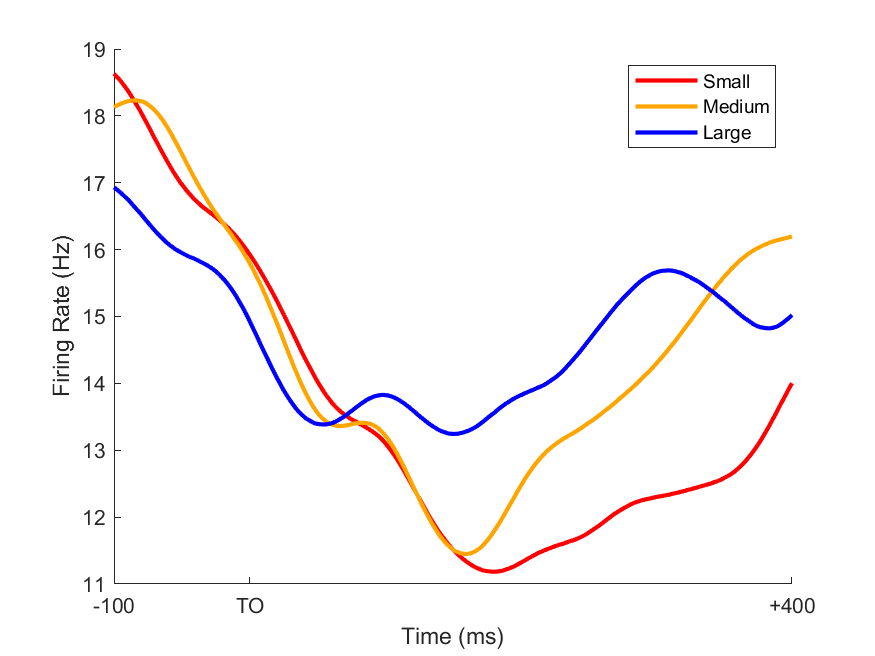 19
18
17
16
15
14
13
12
11
Firing Rate (Hz)
Small
Medium
Large
-100
TO
+400
Time (ms)